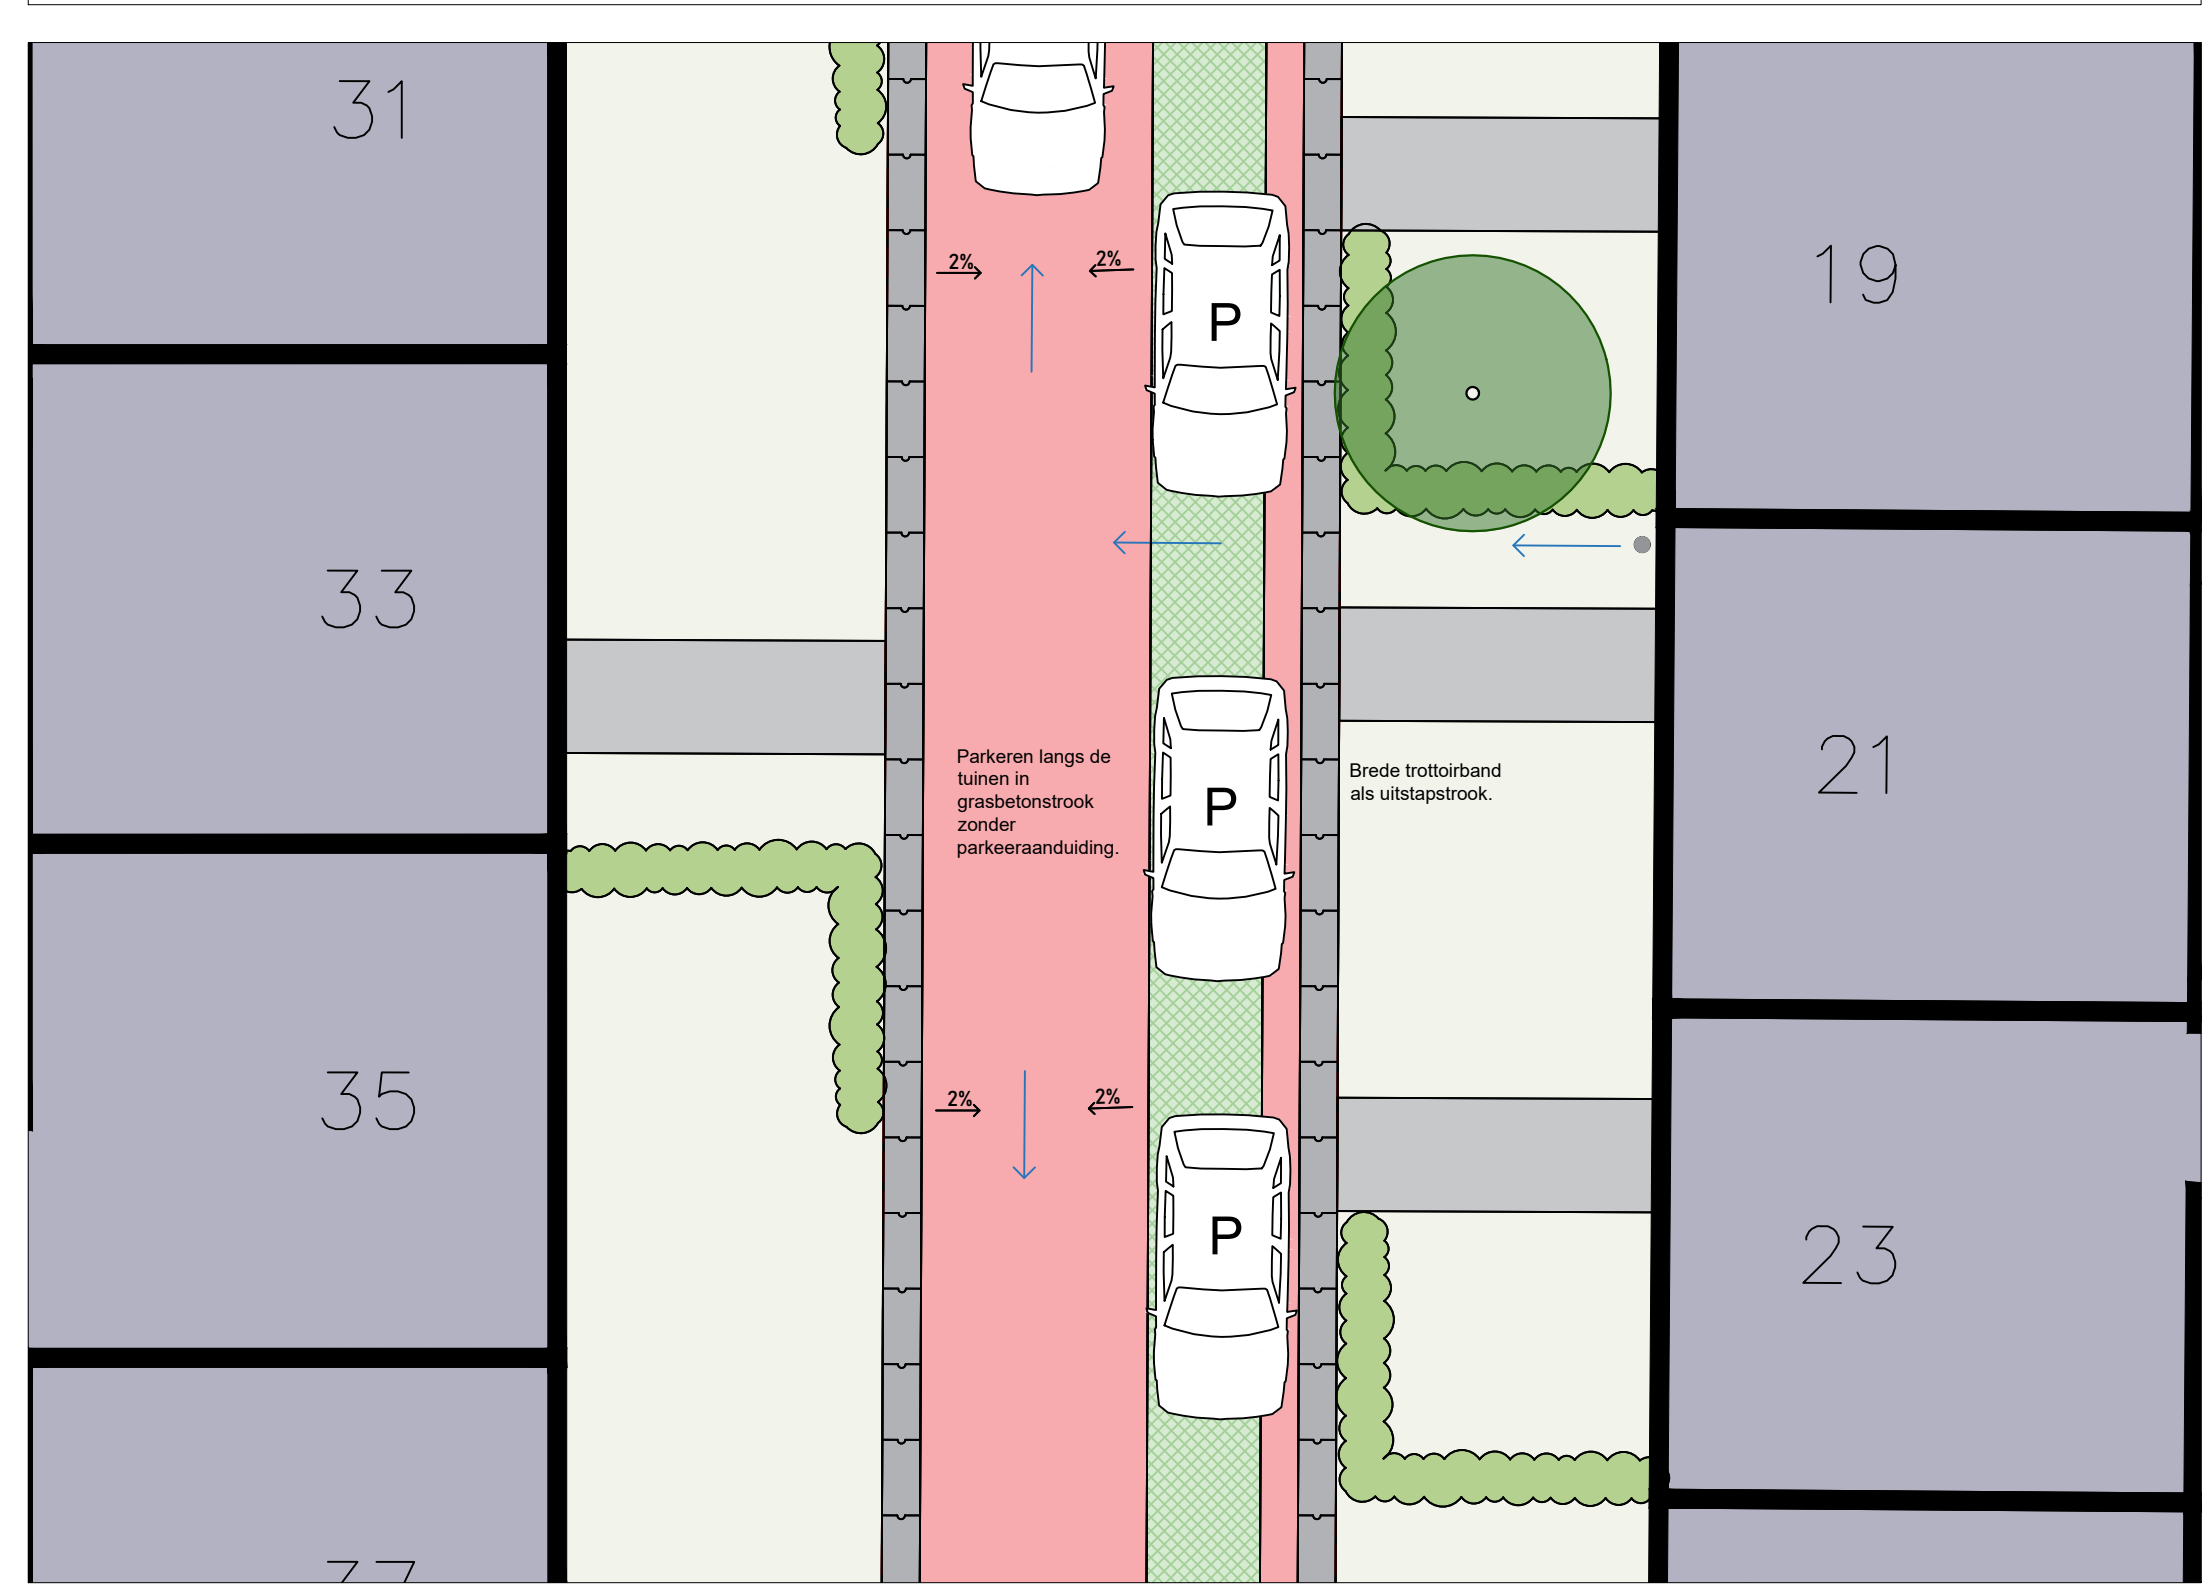 31
19
2%
2%
P
33
21
Parkeren langs de
tuinen in
grasbetonstrook
zonder
parkeeraanduiding.
P
Brede trottoirband
als uitstapstrook.
35
2%
2%
P
23